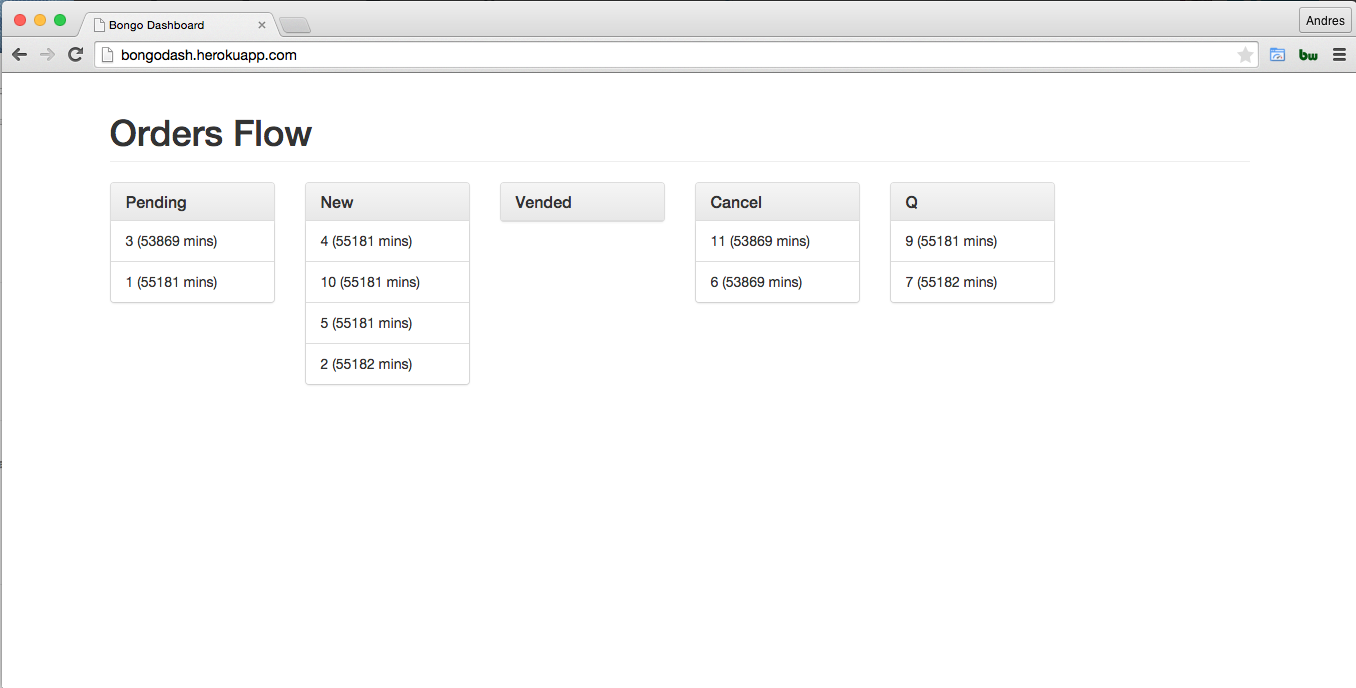 Bongo Dashboard
Andres
bongodash.herokuapp.com
bw
Orders Flow
Pending
3 (53869 mins)
1 (55181 mins)
New
4 (55181 mins)
10 (55181 mins)
5 (55181 mins)
2 (55182 mins)
Vended
Cancel
11 (53869 mins)
6 (53869 mins)
Q
9 (55181 mins)
7 (55182 mins)